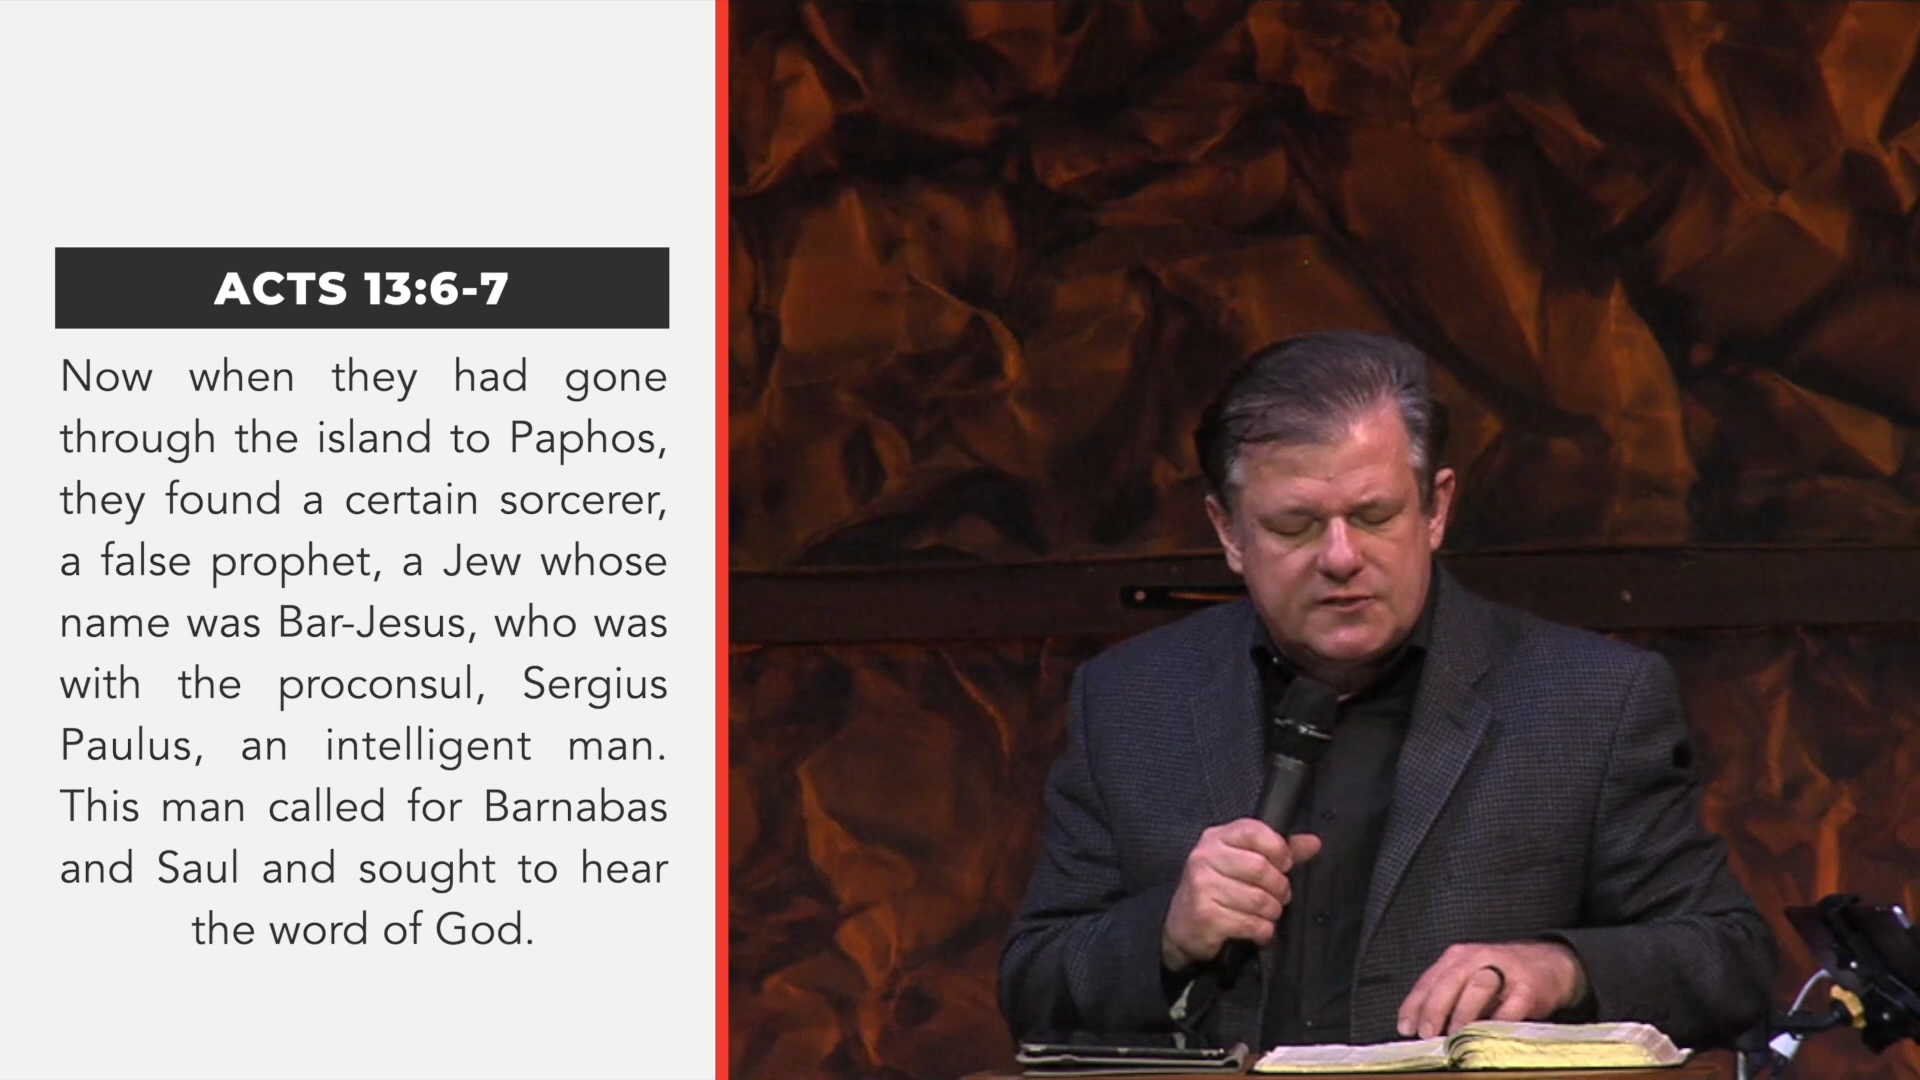 ACTS 13:6-7
Now when they had gone
through the island to Paphos,
they found a certain sorcerer,
a false prophet, a Jew whose
name was Bar-Jesus, who was
with the proconsul, Sergius
Paulus, an intelligent man.
This man called for Barnabas
and Saul and sought to hear
the word of God.